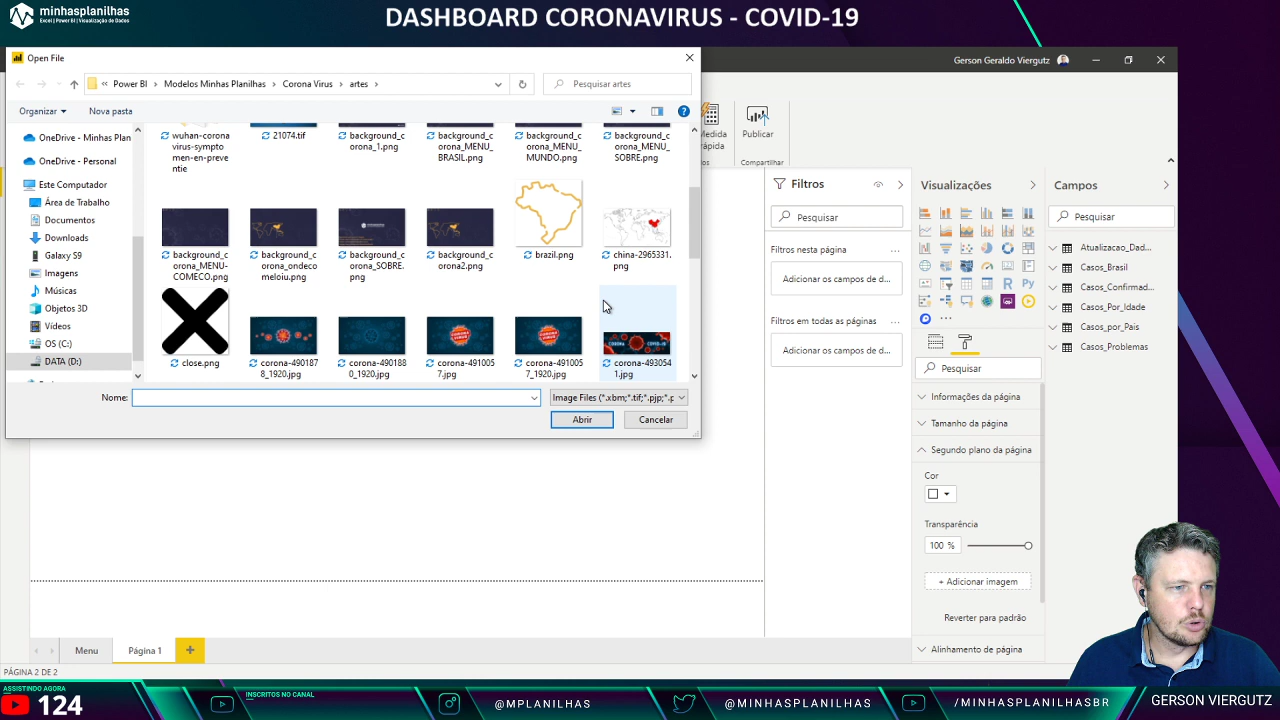 minhasplanilhas
Excel | Power BI | Visualização de Dados
DASHBOARD CORONAVIRUS - COVID-19
Open File
Gerson Geraldo Viergutz
« Power BI > Modelos Minhas Planilhas > Corona Virus > artes >
Pesquisar artes
Organizar
Nova pasta
OneDrive - Minhas Plan
OneDrive - Personal
Este Computador
Área de Trabalho
Documentos
Downloads
Galaxy S9
Imagens
Músicas
Objetos 3D
Vídeos
OS (C:)
DATA (D:)
wuhan-corona
virus-sympto
men-en-preve
ntie
21074.tif
background_c
orona_1.png
background_c
orona_MENU_
BRASIL.png
background_c
orona_MENU_
MUNDO.png
background_c
orona_MENU_
SOBRE.png
background_c
orona_MENU-
COMECO.png
background_c
orona_ondec
omeloiu.png
background_c
orona_SOBRE.
png
background_c
orona2.png
brazil.png
china-2965331.
png
close.png
corona-490187
8_1920.jpg
corona-490188
0_1920.jpg
corona-491005
7.jpg
corona-491005
7_1920.jpg
corona-493054
1.jpg
Nome:
Image Files (*.xbm;*.tif;*.pjp;*.p
Abrir
Cancelar
Medida
rápida
Publicar
Compartilhar
Filtros
Pesquisar
Filtros nesta página
Adicionar os campos de d...
Filtros em todas as páginas
Adicionar os campos de d...
Visualizações
Pesquisar
Informações da página
Tamanho da página
Segundo plano da página
Cor
Transparência
100 %
+ Adicionar imagem
Reverter para padrão
Alinhamento de página
Campos
Pesquisar
Atualizacao_Dad...
Casos_Brasil
Casos_Confirmad...
Casos_Por_Idade
Casos_por_Pais
Casos_Problemas
Menu
Página 1
PÁGINA 2 DE 2
ASSISTINDO AGORA
124
INSCRITOS NO CANAL
@MPLANILHAS
@MINHASPLANILHAS
/MINHASPLANILHASBR
GERSON VIERGUTZ